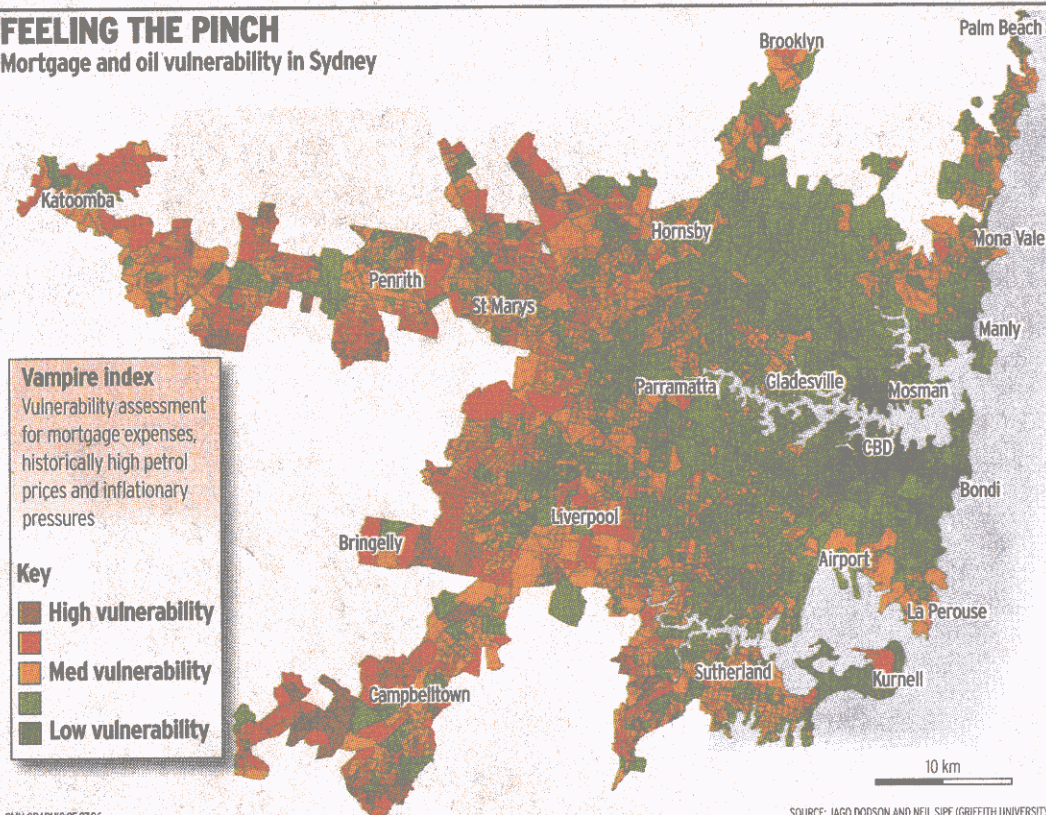 FEELING THE PINCH
Mortgage and oil vulnerability in Sydney
Palm Beach
Brooklyn
Katoomba
Hornsby
Mona Vale
Penrith
St Marys
Manly
Parramatta
Gladesville
Mosman
CBD
Bondi
Liverpool
Bringelly
Airport
La Perouse
Sutherland
Kurnell
Campbelltown
Vampire index
Vulnerability assessment
for mortgage expenses,
historically high petrol
prices and inflationary
pressures
Key
High vulnerability
Med vulnerability
Low vulnerability
10 km
SOURCE: JAGO DODSON AND NEIL SIPE (GRIFFITH UNIVERSITY